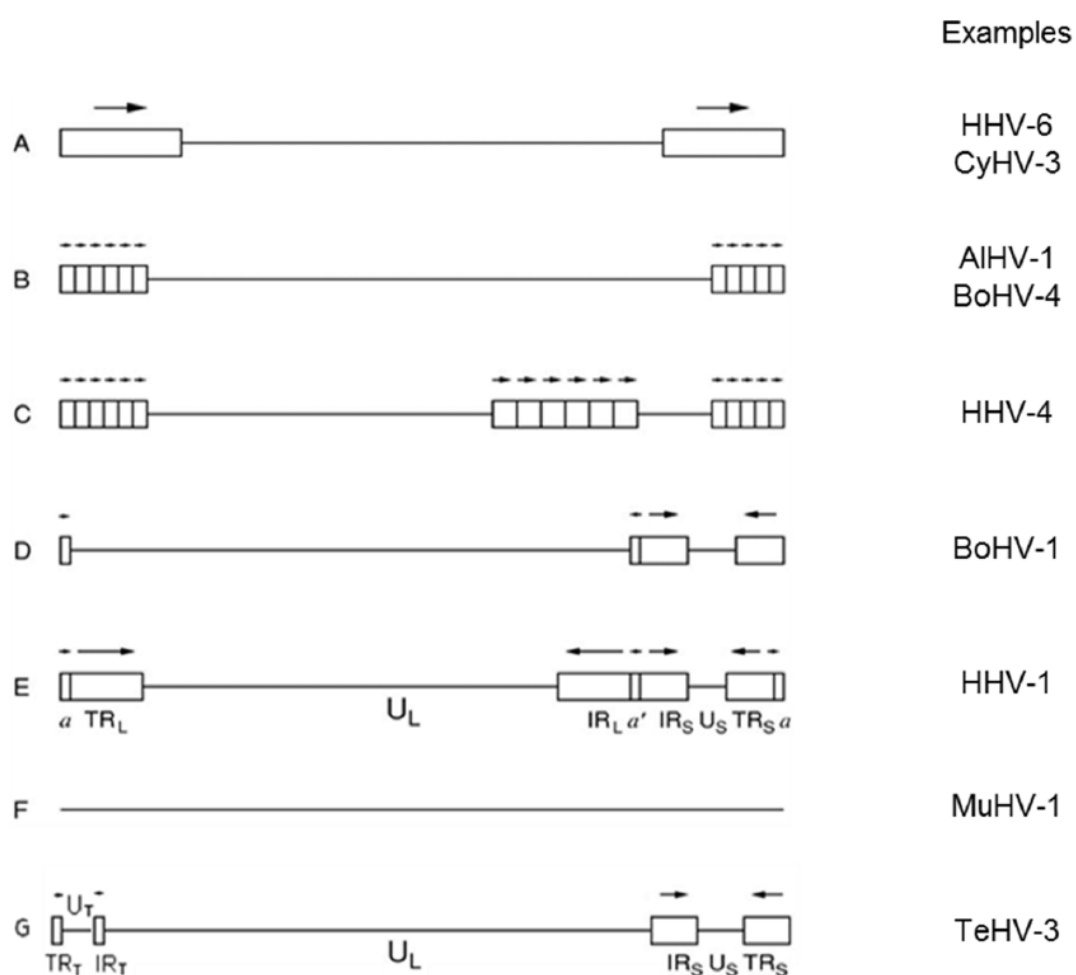 Examples
A
HHV-6
CyHV-3
B
AlHV-1
BoHV-4
C
HHV-4
D
BoHV-1
E
HHV-1
a TRL UL IRL a' IRS US TRS a
F
MuHV-1
UT
G
TeHV-3
TRT IRT UL IRS US TRS